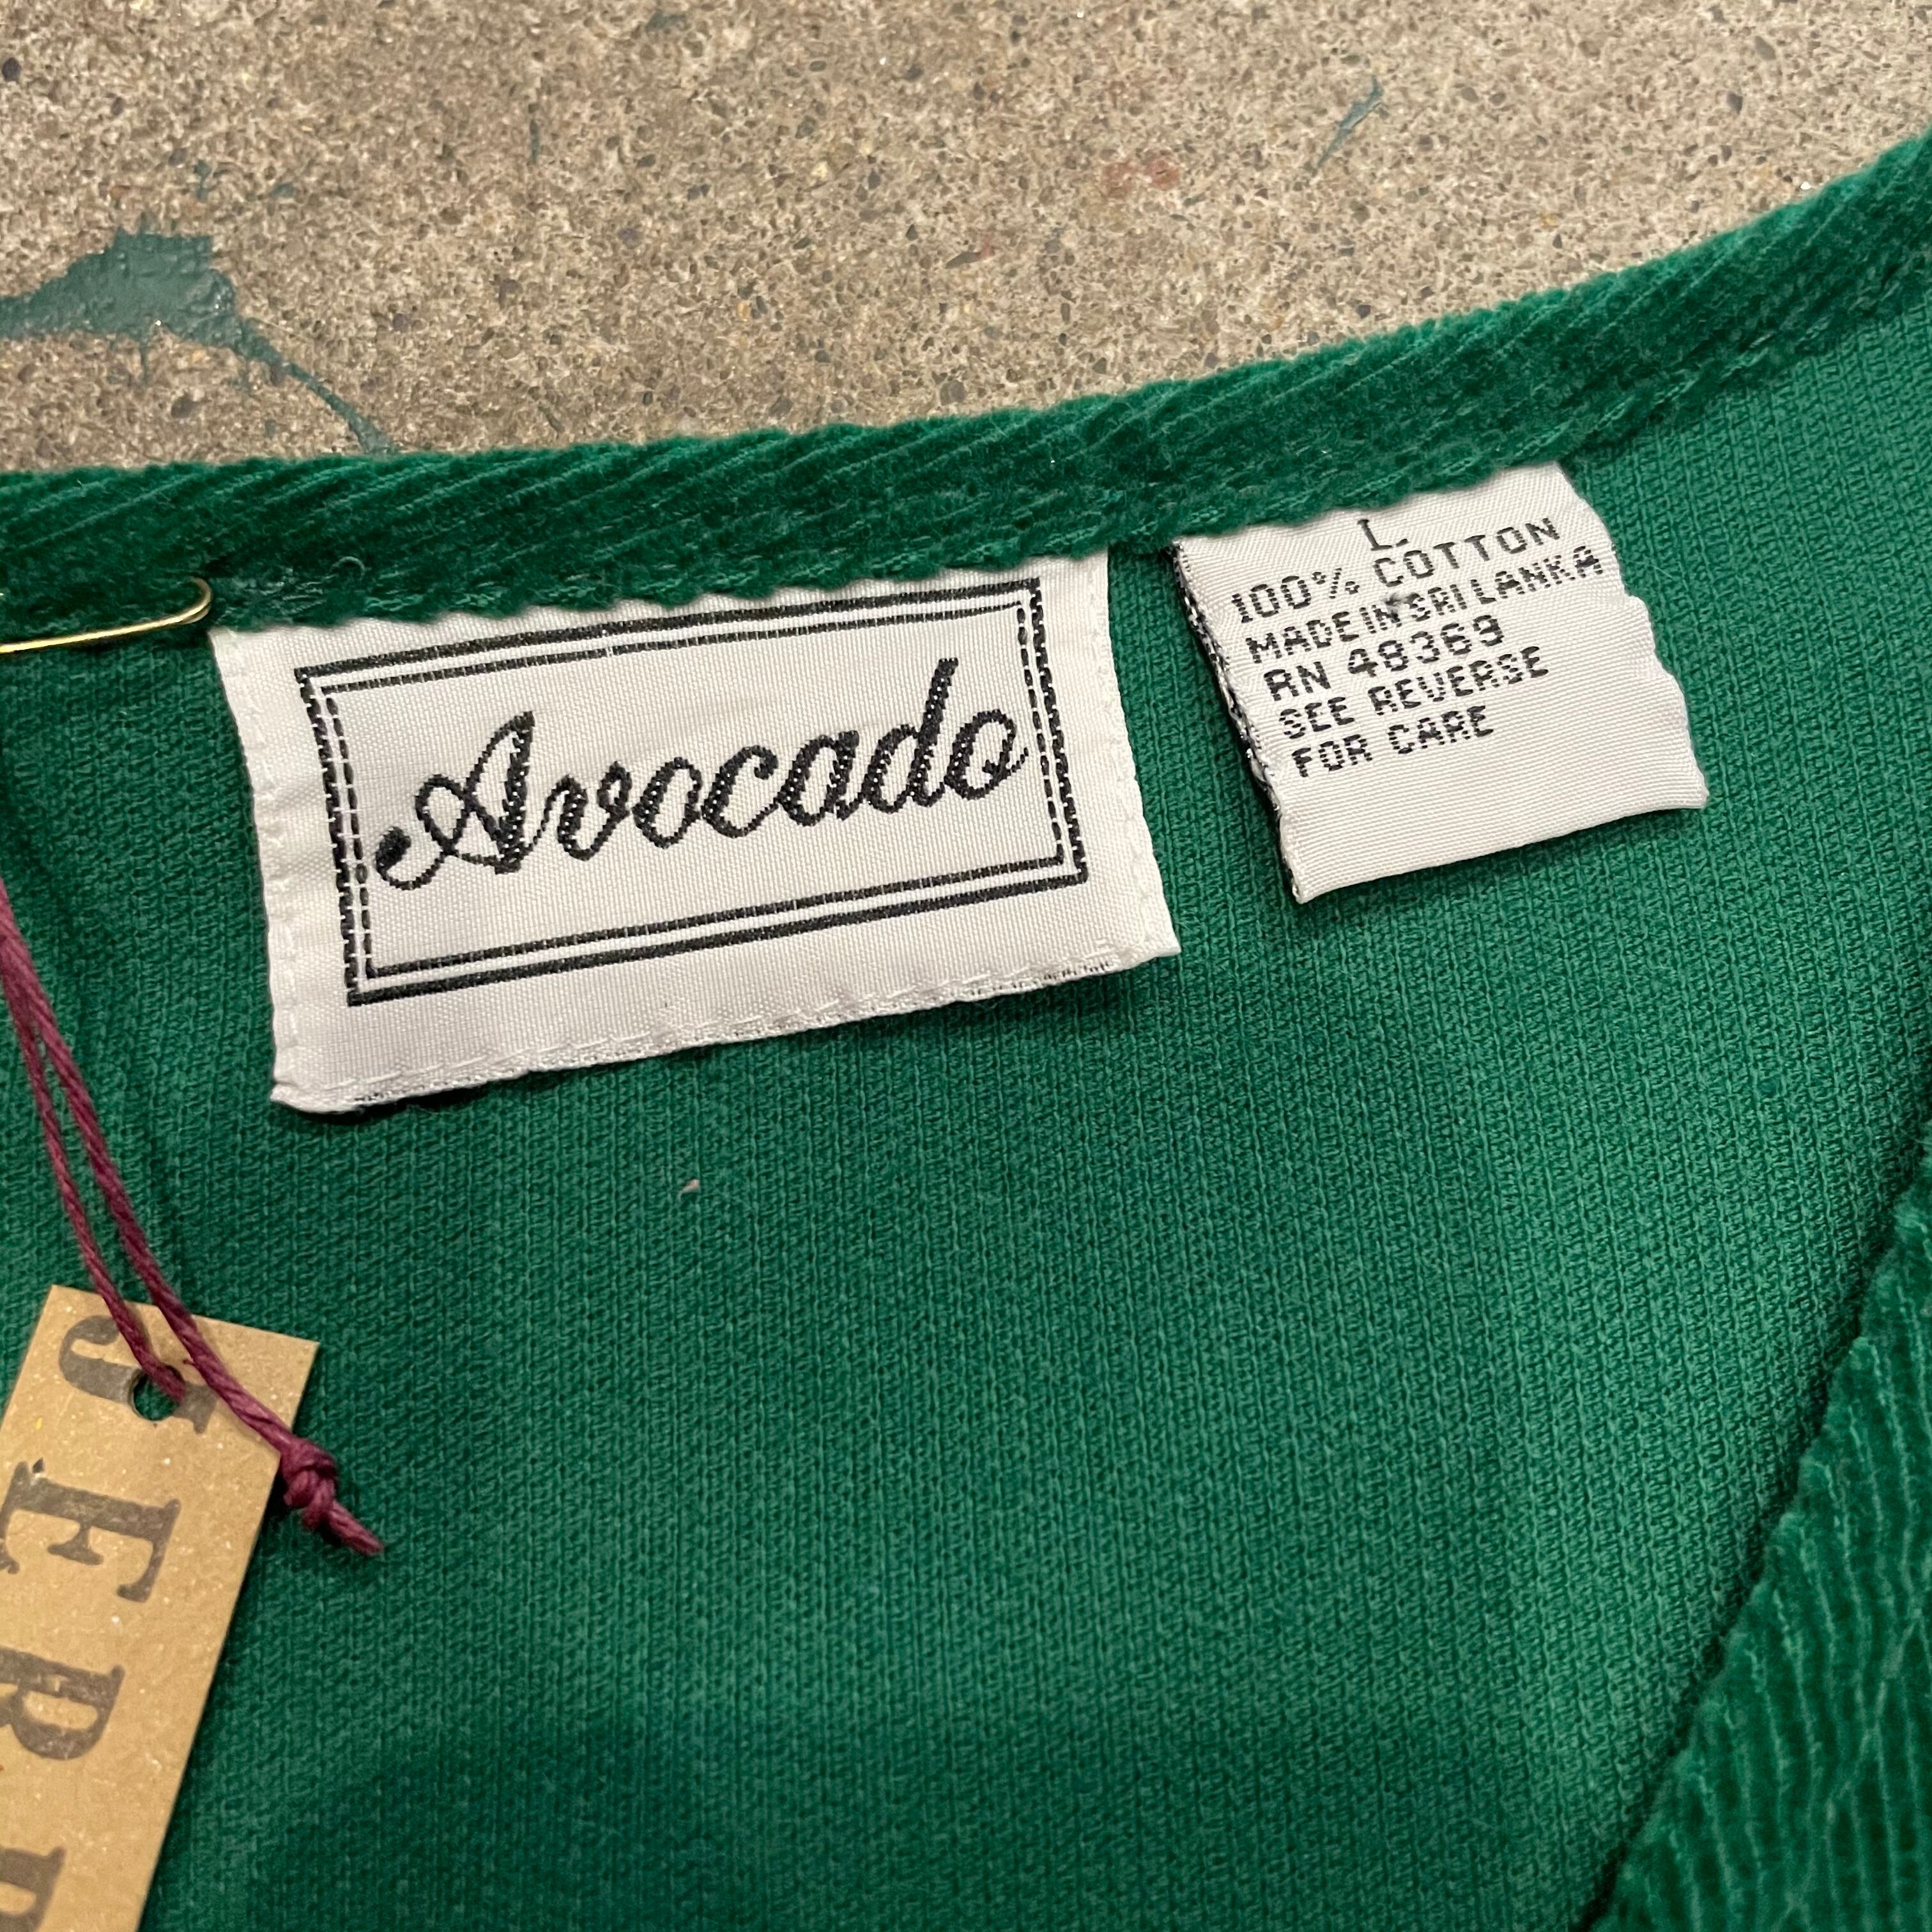 Avocado
L
100% COTTON
MADE IN SRI LANKA
RN 48369
SEE REVERSE
FOR CARE